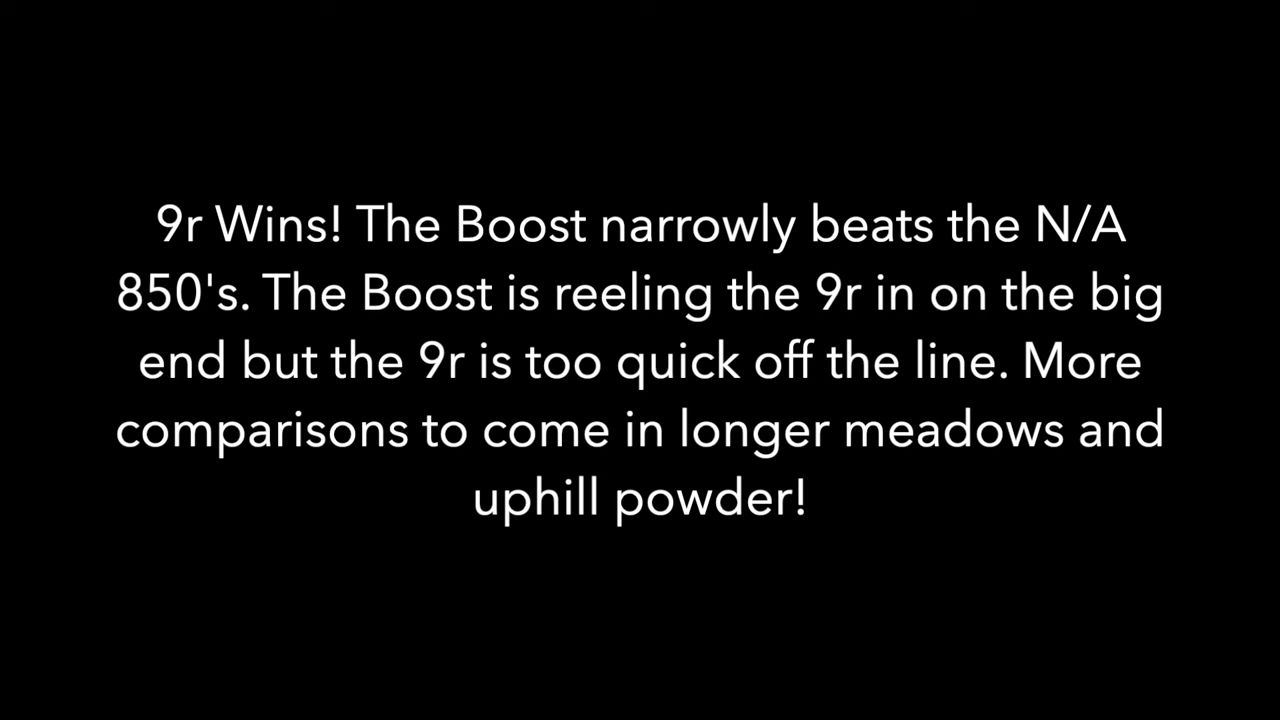 9r Wins! The Boost narrowly beats the N/A
850's. The Boost is reeling the 9r in on the big
end but the 9r is too quick off the line. More
comparisons to come in longer meadows and
uphill powder!